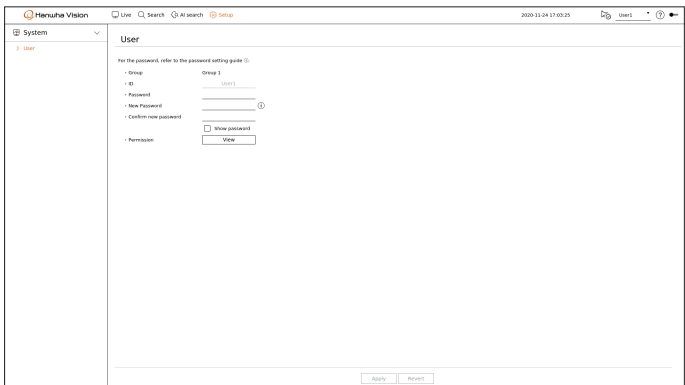 Hanwha Vision
Live Search AI search Setup
2020-11-24 17:03:25
User1
System
User
User
For the password, refer to the password setting guide
Group Group 1
ID User1
Password
New Password
Confirm new password
Show password
Permission View
Apply Revert